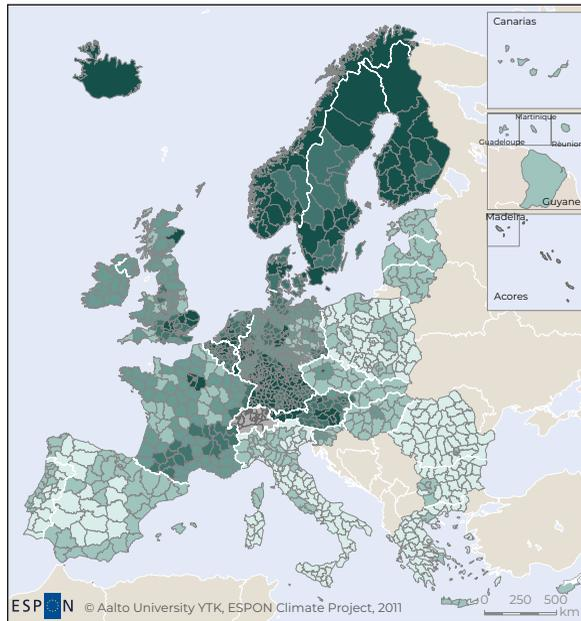 Canarias
Martinique
Guadeloupe
Réunion
Guyane
Madeira
Acores
ESPON © Aalto University YTK, ESPON Climate Project, 2011
0 250 500
km